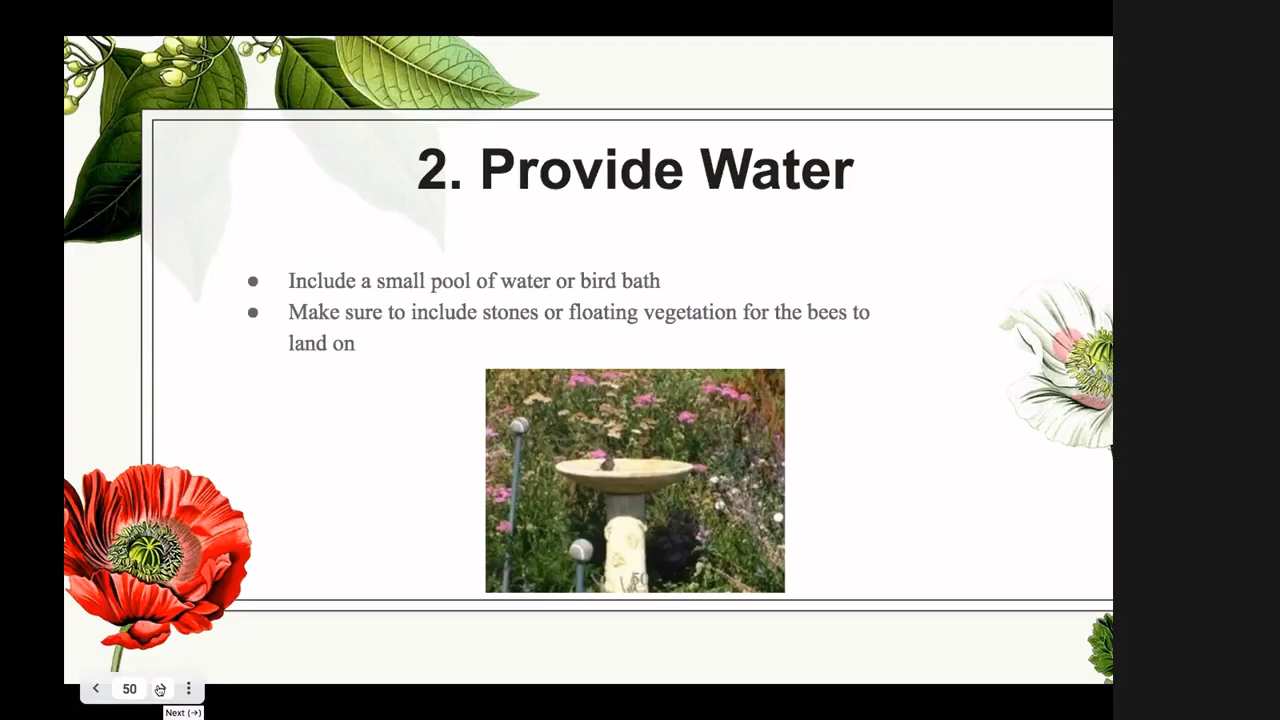 2. Provide Water
● Include a small pool of water or bird bath
● Make sure to include stones or floating vegetation for the bees to
land on
50
50
Next (→)